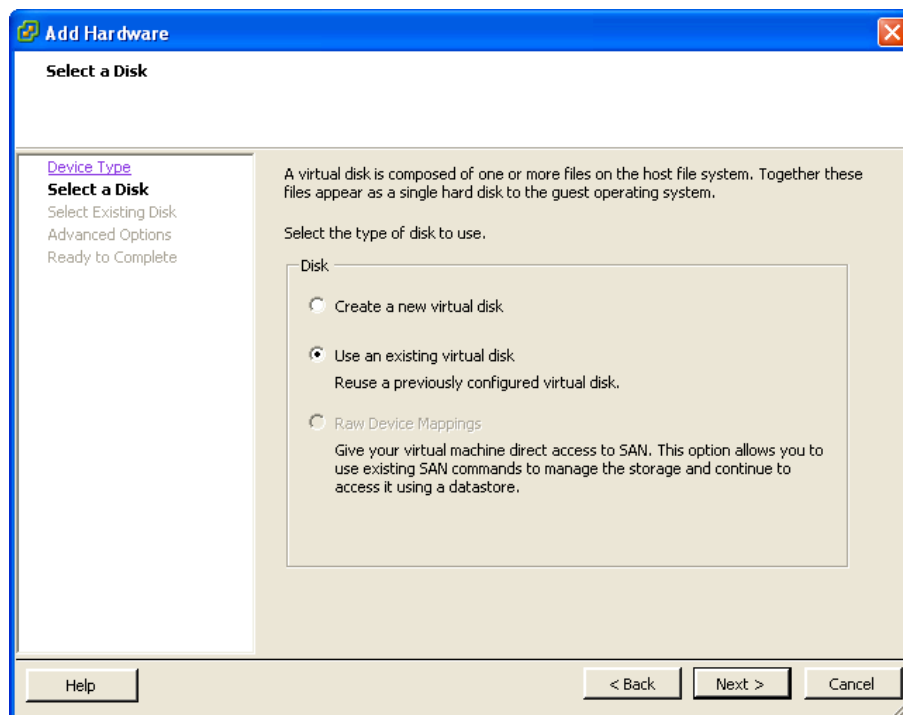 Add Hardware
Select a Disk
Device Type
Select a Disk
Select Existing Disk
Advanced Options
Ready to Complete
A virtual disk is composed of one or more files on the host file system. Together these
files appear as a single hard disk to the guest operating system.
Select the type of disk to use.
Disk
Create a new virtual disk
Use an existing virtual disk
Reuse a previously configured virtual disk.
Raw Device Mappings
Give your virtual machine direct access to SAN. This option allows you to
use existing SAN commands to manage the storage and continue to
access it using a datastore.
Help
< Back
Next >
Cancel